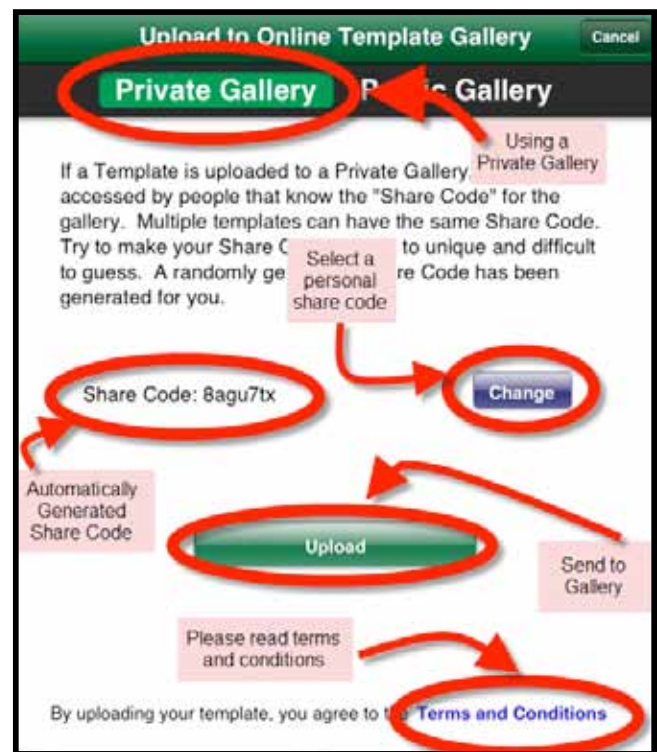 Upload to Online Template Gallery
Cancel
Private Gallery
Gallery
Using a
Private Gallery
If a Template is uploaded to a Private Gallery
accessed by people that know the "Share Code" for the
gallery. Multiple templates can have the same Share Code.
Try to make your Share to unique and difficult
to guess. A randomly Code has been
generated for you.
Select a
personal
share code
Share Code: 8agu7tx
Change
Automatically
Generated
Share Code
Upload
Send to
Gallery
Please read terms
and conditions
By uploading your template, you agree to Terms and Conditions